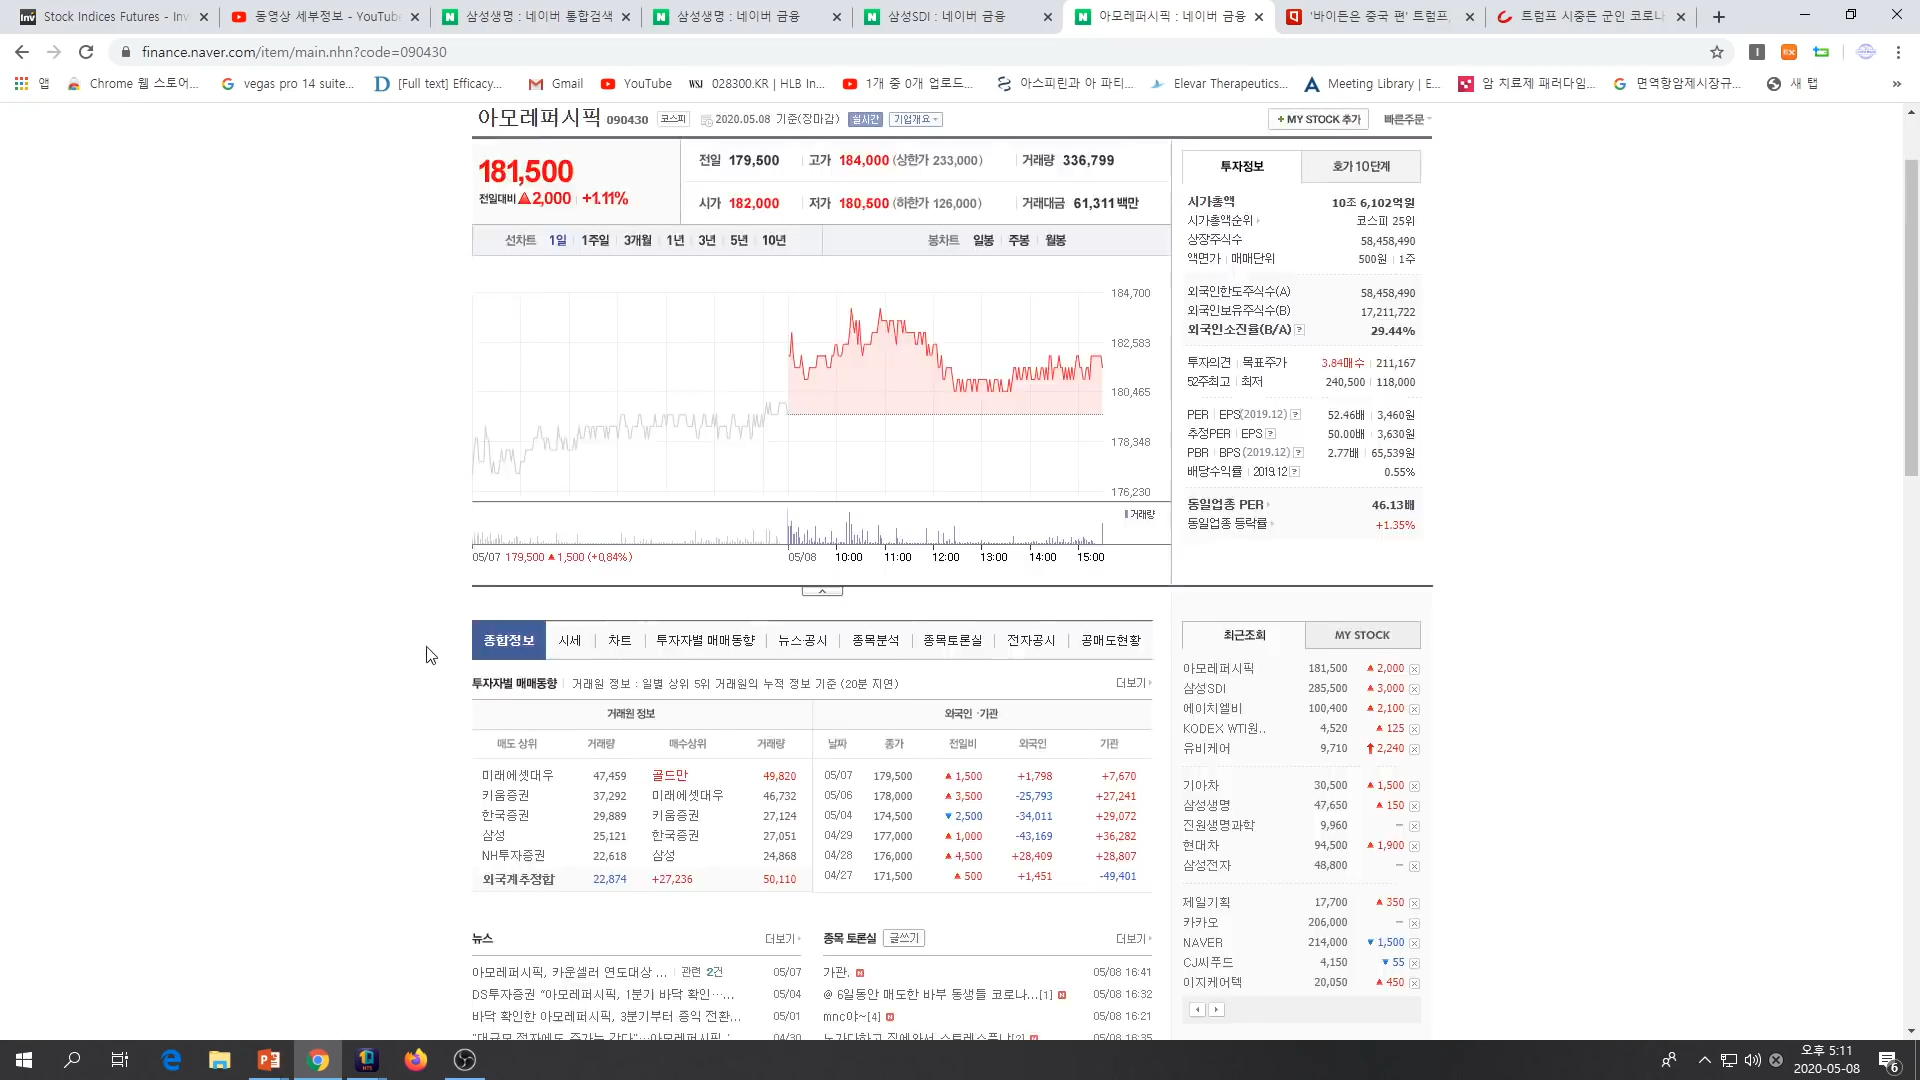 Stock Indices Futures - Inv
동영상 세부정보 - YouTube
삼성생명 : 네이버 통합검색
삼성생명 : 네이버 금융
삼성SDI : 네이버 금융
아모레퍼시픽 : 네이버 금융
'바이든은 중국 편' 트럼프,
트럼프 시중든 군인 코로나
finance.naver.com/item/main.nhn?code=090430
앱
Chrome 웹 스토어...
vegas pro 14 suite...
[Full text] Efficacy...
Gmail
YouTube
WSJ 028300.KR | HLB In...
1개 중 0개 업로드...
아스피린과 아 파티...
Elevar Therapeutics...
Meeting Library | E...
암 치료제 패러다임...
면역항암제시장규...
새 탭
»
아모레퍼시픽 090430 코스피 2020.05.08 기준(장마감) 실시간 기업개요
+ MY STOCK 추가 빠른주문
181,500
전일대비 ▲2,000 +1.11%
전일 179,500 고가 184,000 (상한가 233,000) 거래량 336,799
시가 182,000 저가 180,500 (하한가 126,000) 거래대금 61,311 백만
선차트 1일 1주일 3개월 1년 3년 5년 10년 봉차트 일봉 주봉 월봉
184,700
182,583
180,465
178,348
176,230
거래량
05/07 179,500 ▲1,500 (+0.84%) 05/08 10:00 11:00 12:00 13:00 14:00 15:00
투자정보 호가 10단계
시가총액 10조 6,102억원
시가총액순위 코스피 25위
상장주식수 58,458,490
액면가 | 매매단위 500원 | 1주
외국인한도주식수(A) 58,458,490
외국인보유주식수(B) 17,211,722
외국인소진율(B/A) ? 29.44%
투자의견 | 목표주가 3.84매수 | 211,167
52주최고 | 최저 240,500 | 118,000
PER | EPS(2019.12) ? 52.46배 | 3,460원
추정PER | EPS ? 50.00배 | 3,630원
PBR | BPS (2019.12) ? 2.77배 | 65,539원
배당수익률 | 2019.12 ? 0.55%
동일업종 PER 46.13배
동일업종 등락률 +1.35%
종합정보 시세 차트 투자자별 매매동향 뉴스·공시 종목분석 종목토론실 전자공시 공매도현황
투자자별 매매동향 거래원 정보 : 일별 상위 5위 거래원의 누적 정보 기준 (20분 지연) 더보기
거래원 정보 외국인·기관
매도 상위 거래량 매수상위 거래량 날짜 종가 전일비 외국인 기관
미래에셋대우 47,459 골드만 49,820 05/07 179,500 ▲ 1,500 +1,798 +7,670
키움증권 37,292 미래에셋대우 46,732 05/06 178,000 ▲ 3,500 -25,793 +27,241
한국증권 29,889 키움증권 27,124 05/04 174,500 ▼ 2,500 -34,011 +29,072
삼성 25,121 한국증권 27,051 04/29 177,000 ▲ 1,000 -43,169 +36,282
NH투자증권 22,618 삼성 24,868 04/28 176,000 ▲ 4,500 +28,409 +28,807
외국계추정합 22,874 +27,236 50,110 04/27 171,500 ▲ 500 +1,451 -49,401
최근조회 MY STOCK
아모레퍼시픽 181,500 ▲ 2,000
삼성SDI 285,500 ▲ 3,000
에이치엘비 100,400 ▲ 2,100
KODEX WTI원.. 4,520 ▲ 125
유비케어 9,710 2,240
기아차 30,500 ▲ 1,500
삼성생명 47,650 ▲ 150
진원생명과학 9,960 –
현대차 94,500 ▲ 1,900
삼성전자 48,800 –
제일기획 17,700 ▲ 350
카카오 206,000 –
NAVER 214,000 ▼ 1,500
CJ씨푸드 4,150 ▼ 55
이지케어텍 20,050 ▲ 450
뉴스 더보기
아모레퍼시픽, 카운셀러 연도대상 ... 관련 2건 05/07
DS투자증권 “아모레퍼시픽, 1분기 바닥 확인…... 05/04
바닥 확인한 아모레퍼시픽, 3분기부터 증익 전환... 05/01
04/30
종목 토론실 글쓰기 더보기
가관. N 05/08 16:41
@ 6일동안 매도한 바부 동생들 코로나...[1] N 05/08 16:32
mnc야~[4] N 05/08 16:21
05/08 16:35
오후 5:11
2020-05-08
6